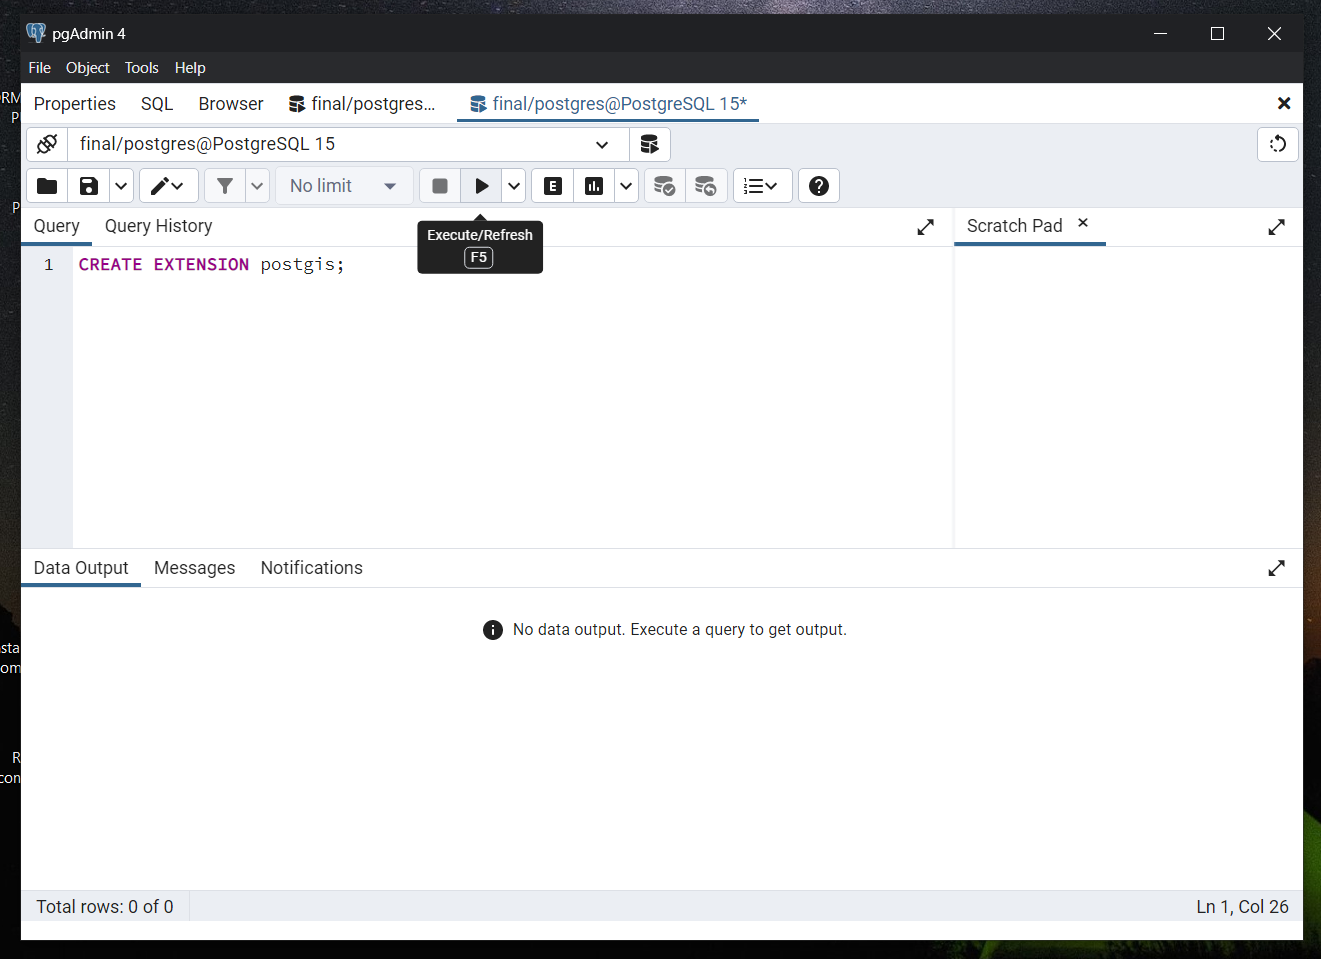 pgAdmin 4
File Object Tools Help
Properties SQL Browser final/postgres... final/postgres@PostgreSQL 15*
final/postgres@PostgreSQL 15
No limit
E
Query Query History
Execute/Refresh
F5
Scratch Pad
1 CREATE EXTENSION postgis;
Data Output Messages Notifications
No data output. Execute a query to get output.
Total rows: 0 of 0
Ln 1, Col 26